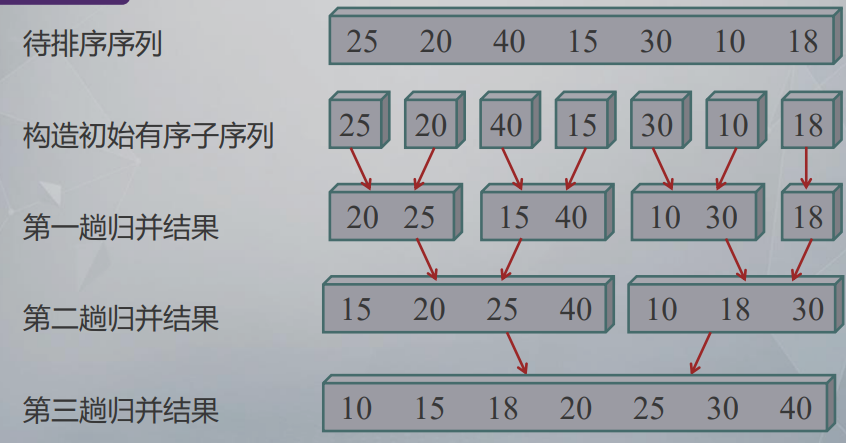 待排序序列 25 20 40 15 30 10 18
构造初始有序子序列 25 20 40 15 30 10 18
第一趟归并结果 20 25 15 40 10 30 18
第二趟归并结果 15 20 25 40 10 18 30
第三趟归并结果 10 15 18 20 25 30 40